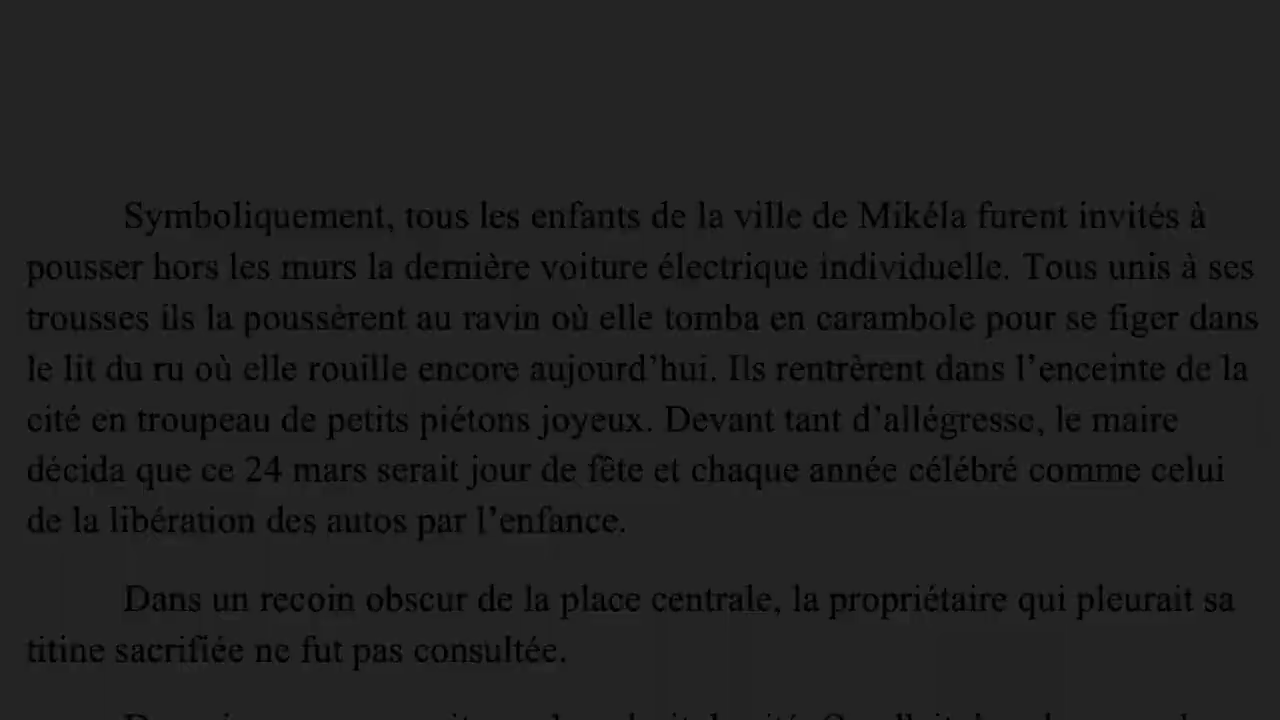 Symboliquement, tous les enfants de la ville de Mikéla furent invités à
pousser hors les murs la dernière voiture électrique individuelle. Tous unis à ses
trousses ils la poussèrent au ravin où elle tomba en carambole pour se figer dans
le lit du ru où elle rouille encore aujourd’hui. Ils rentrèrent dans l’enceinte de la
cité en troupeau de petits piétons joyeux. Devant tant d’allégresse, le maire
décida que ce 24 mars serait jour de fête et chaque année célébré comme celui
de la libération des autos par l’enfance.
Dans un recoin obscur de la place centrale, la propriétaire qui pleurait sa
titine sacrifiée ne fut pas consultée.